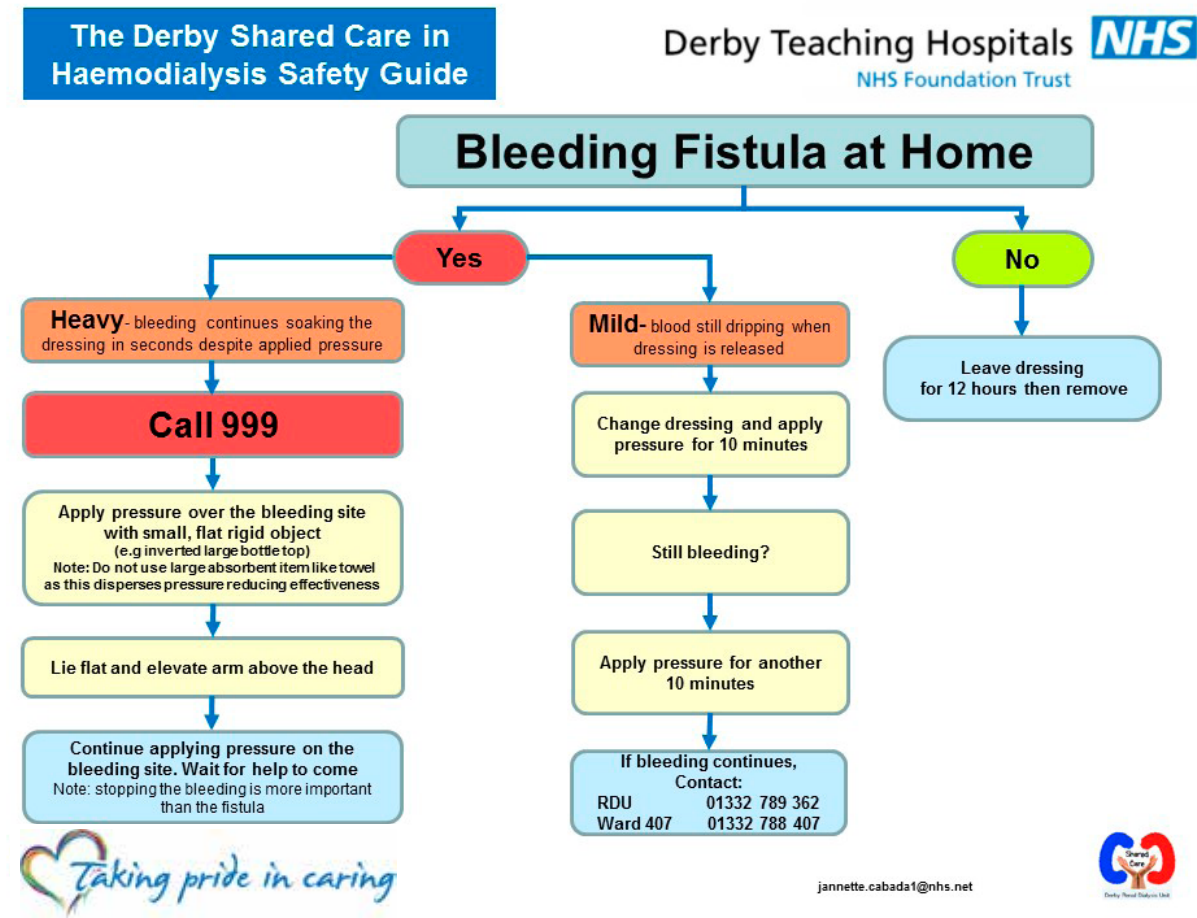 The Derby Shared Care in
Haemodialysis Safety Guide
Derby Teaching Hospitals NHS
NHS Foundation Trust
Bleeding Fistula at Home
Yes
No
Heavy- bleeding continues soaking the
dressing in seconds despite applied pressure
Call 999
Apply pressure over the bleeding site
with small, flat rigid object
(e.g inverted large bottle top)
Note: Do not use large absorbent item like towel
as this disperses pressure reducing effectiveness
Lie flat and elevate arm above the head
Continue applying pressure on the
bleeding site. Wait for help to come
Note: stopping the bleeding is more important
than the fistula
Mild- blood still dripping when
dressing is released
Change dressing and apply
pressure for 10 minutes
Still bleeding?
Apply pressure for another
10 minutes
If bleeding continues,
Contact:
RDU 01332 789 362
Ward 407 01332 788 407
Leave dressing
for 12 hours then remove
Taking pride in caring
jannette.cabada1@nhs.net
Shared
Care
Derby Renal Dialysis Unit